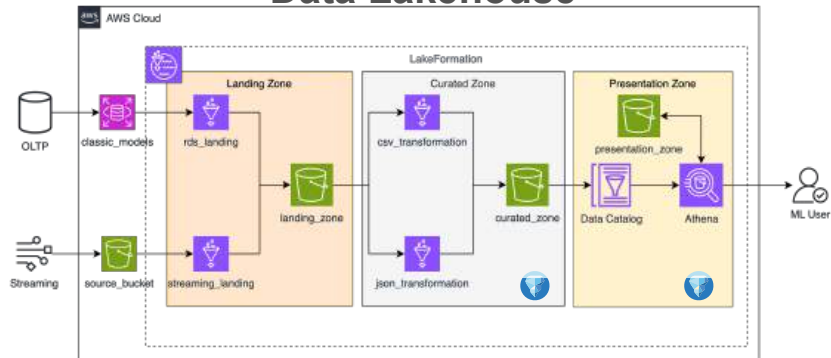 Data Lakehouse
aws
AWS Cloud
LakeFormation
Landing Zone
Curated Zone
Presentation Zone
OLTP
classic_models
rds_landing
csv_transformation
presentation_zone
landing_zone
curated_zone
Data Catalog
Athena
ML User
Streaming
source_bucket
streaming_landing
json_transformation